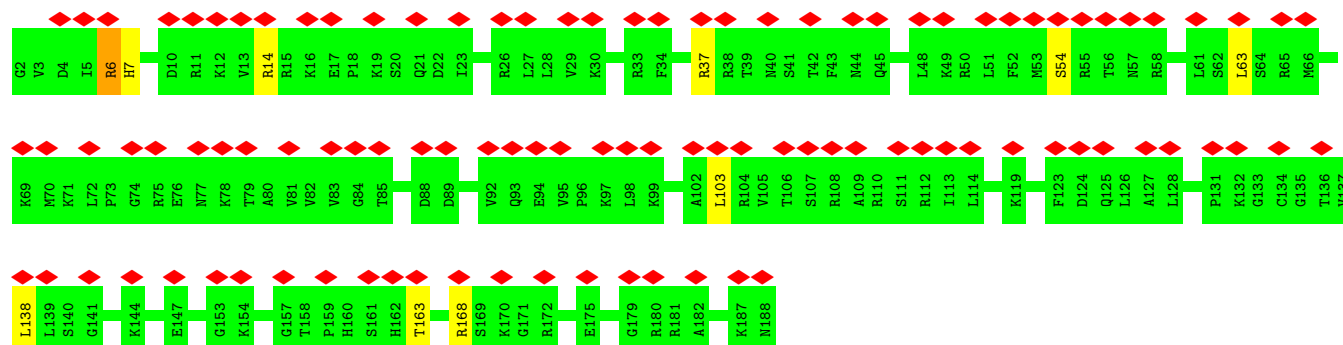 G2 V3 D4 I5 R6 H7 D10 R11 K12 V13 R14 R15 K16 E17 P18 K19 S20 Q21 D22 I23 R26 L27 L28 V29 K30 R33 F34 R37 R38 T39 N40 S41 T42 F43 N44 Q45 L48 K49 R50 L51 F52 M53 S54 R55 T56 N57 R58 L61 S62 L63 S64 R65 M66
K69 M70 K71 L72 P73 G74 R75 E76 N77 K78 T79 A80 V81 V82 V83 G84 T85 D88 D89 V92 Q93 E94 V95 P96 K97 L98 K99 A102 L103 R104 V105 T106 S107 R108 A109 R110 S111 R112 I113 L114 K119 F123 D124 Q125 L126 A127 L128 P131 K132 G133 C134 G135 T136 V137
L138 L139 S140 G141 K144 E147 G153 K154 G157 T158 P159 H160 S161 H162 T163 R168 S169 K170 G171 R172 E175 G179 R180 R181 A182 K187 N188